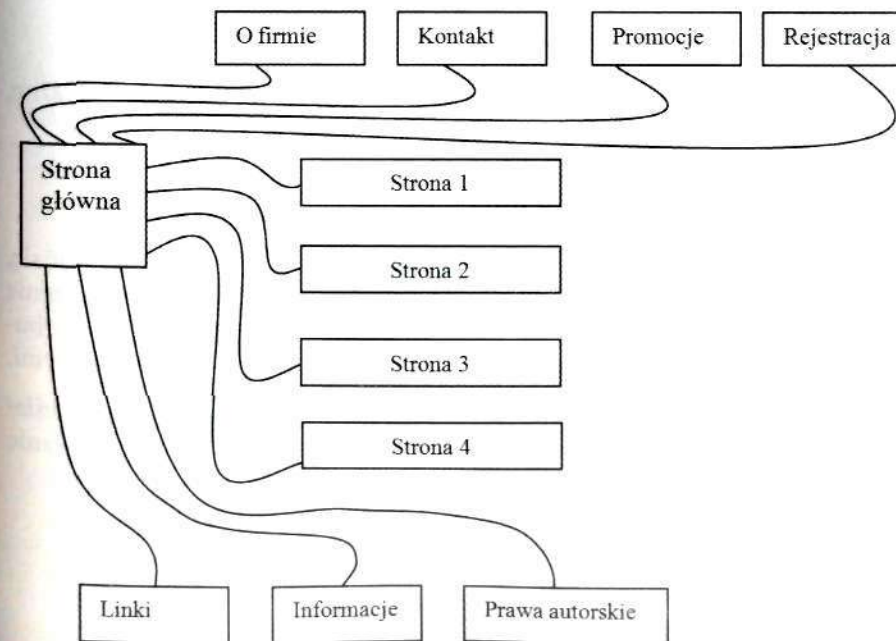 O firmie
Kontakt
Promocje
Rejestracja
Strona
główna
Strona 1
Strona 2
Strona 3
Strona 4
Linki
Informacje
Prawa autorskie